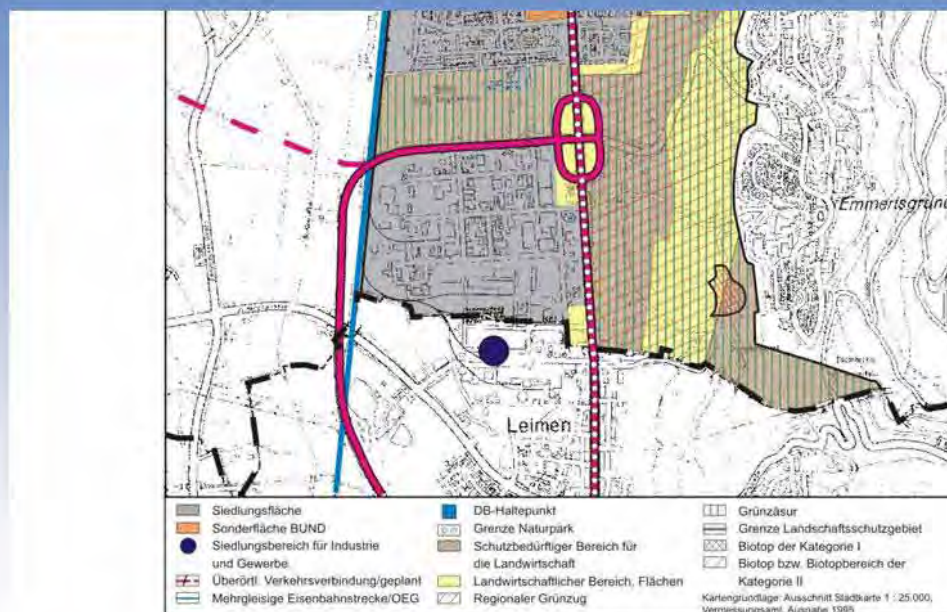 Emmertsgrund
Leimen
Siedlungsfläche
Sonderfläche BUND
Siedlungsbereich für Industrie
und Gewerbe
Überörtl. Verkehrsverbindung/geplant
Mehrgleisige Eisenbahnstrecke/OEG
DB-Haltepunkt
Grenze Naturpark
Schutzbedürftiger Bereich für
die Landwirtschaft
Landwirtschaftlicher Bereich, Flächen
Regionaler Grünzug
Grünzäsur
Grenze Landschaftsschutzgebiet
Biotop der Kategorie I
Biotop bzw. Biotopbereich der
Kategorie II
Kartengrundlage: Ausschnitt Stadtkarte 1 : 25.000,
Vermessungsamt, Ausgabe 1995